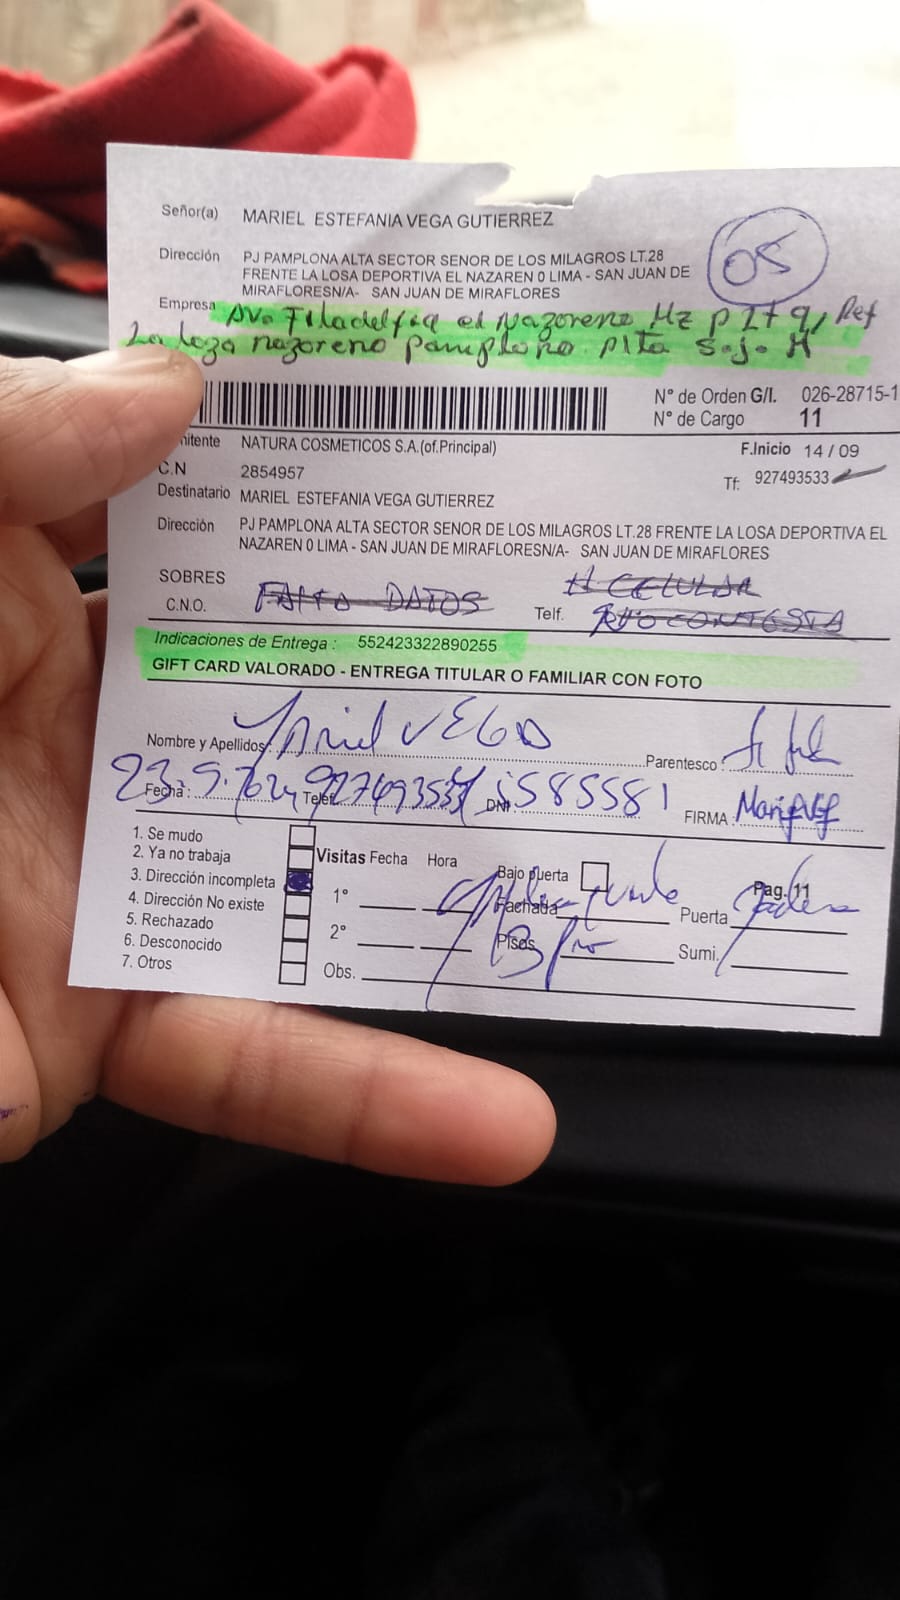 Señor(a) MARIEL ESTEFANIA VEGA GUTIERREZ
05
Dirección PJ PAMPLONA ALTA SECTOR SENOR DE LOS MILAGROS LT.28
FRENTE LA LOSA DEPORTIVA EL NAZAREN 0 LIMA - SAN JUAN DE
MIRAFLORESN/A- SAN JUAN DE MIRAFLORES
Empresa Av. Filadelfia el Nazoreno Mz P Lt 9, Ref
La loza nazoreno pamplona Alta S.J.M
Nº de Orden G/I. 026-28715-1
Nº de Cargo 11
mitente NATURA COSMETICOS S.A.(of.Principal)
F.Inicio 14 / 09
C.N 2854957
Tf: 927493533
Destinatario MARIEL ESTEFANIA VEGA GUTIERREZ
Dirección PJ PAMPLONA ALTA SECTOR SENOR DE LOS MILAGROS LT.28 FRENTE LA LOSA DEPORTIVA EL
NAZAREN 0 LIMA - SAN JUAN DE MIRAFLORESN/A- SAN JUAN DE MIRAFLORES
SOBRES
# CELULAR
C.N.O. FALTO DATOS Telf. NO CONTESTA
Indicaciones de Entrega : 552423322890255
GIFT CARD VALORADO - ENTREGA TITULAR O FAMILIAR CON FOTO
Nombre y Apellidos: Mariel VEGA Parentesco :
Fecha : Telef. DNI FIRMA :
1. Se mudo
2. Ya no trabaja
3. Dirección incompleta
4. Dirección No existe
5. Rechazado
6. Desconocido
7. Otros
Visitas Fecha Hora Bajo puerta
1º Fachada Puerta Pag. 11
2º Pisos Sumi.
Obs.